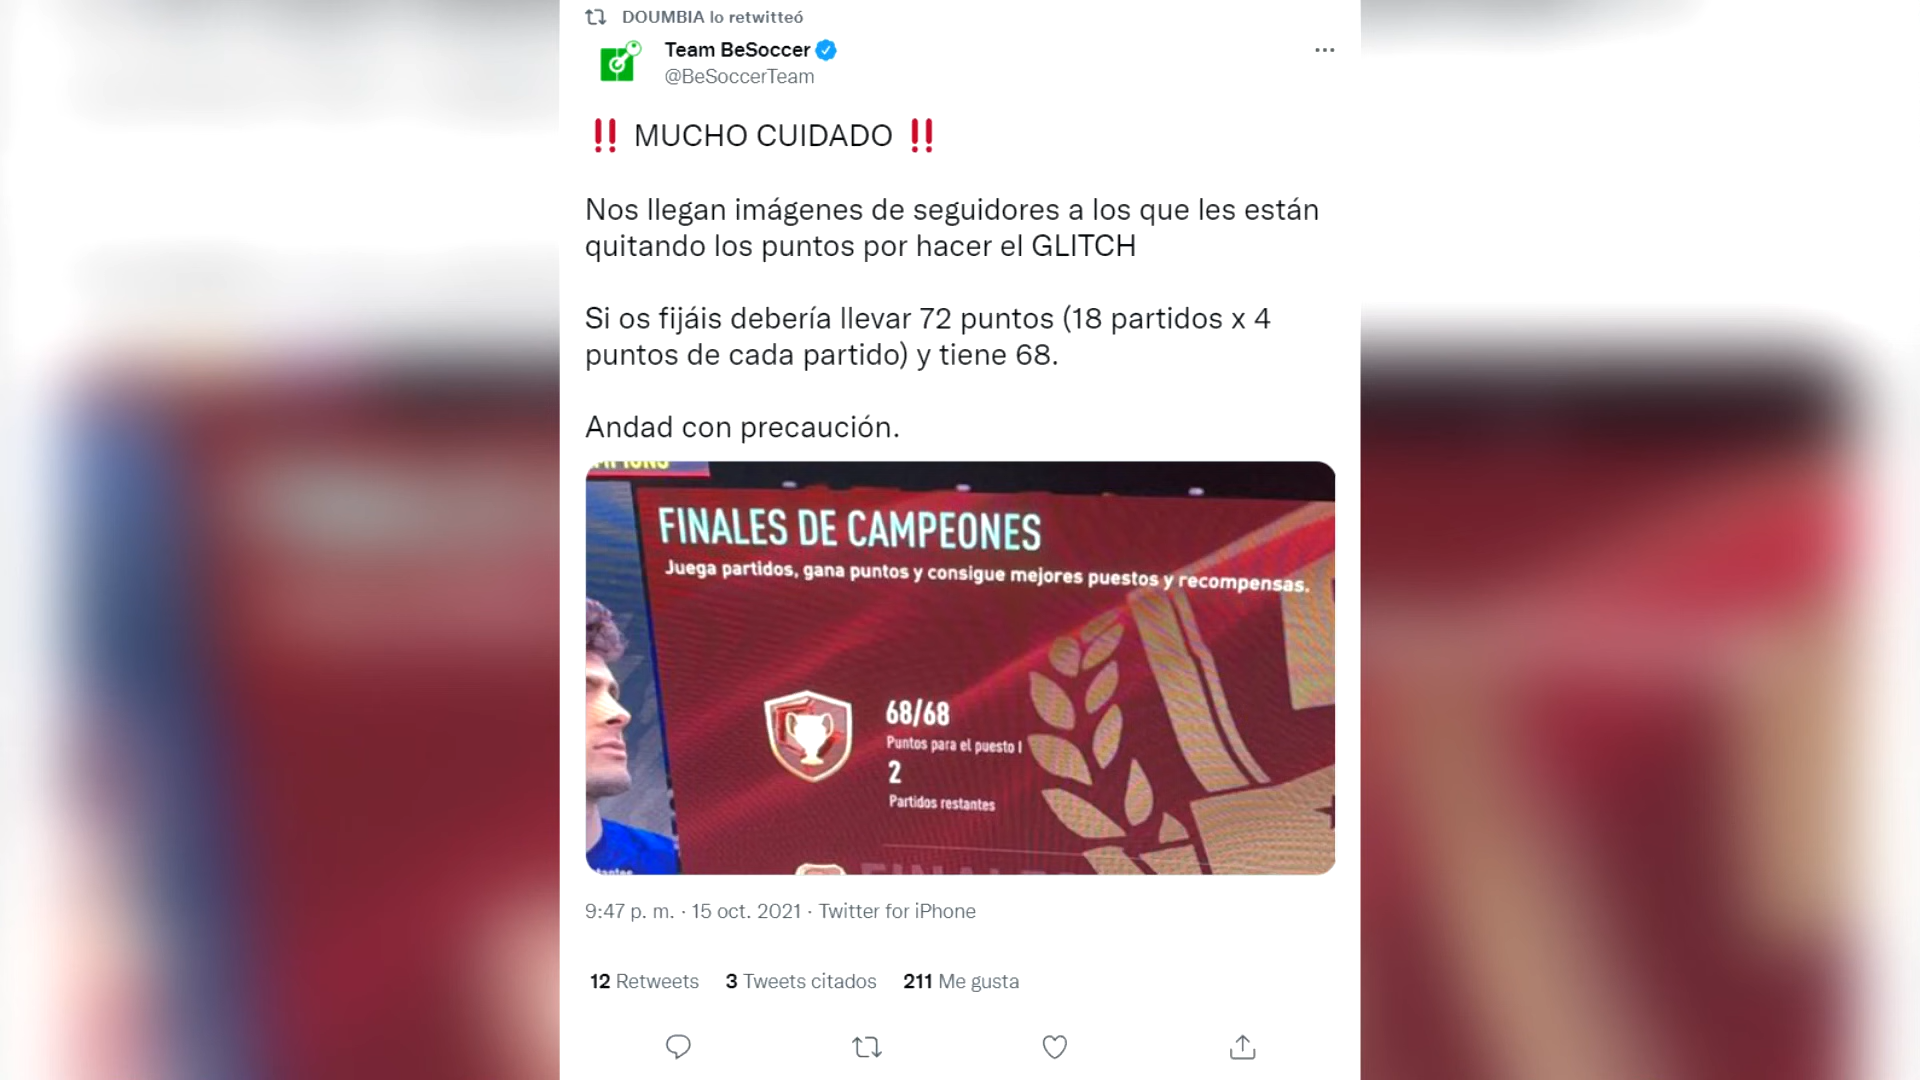 DOUMBIA lo retwitteó
Team BeSoccer
@BeSoccerTeam
‼️ MUCHO CUIDADO ‼️
Nos llegan imágenes de seguidores a los que les están
quitando los puntos por hacer el GLITCH
Si os fijáis debería llevar 72 puntos (18 partidos x 4
puntos de cada partido) y tiene 68.
Andad con precaución.
FINALES DE CAMPEONES
Juega partidos, gana puntos y consigue mejores puestos y recompensas.
68/68
Puntos para el puesto I
2
Partidos restantes
9:47 p. m. · 15 oct. 2021 · Twitter for iPhone
12 Retweets 3 Tweets citados 211 Me gusta